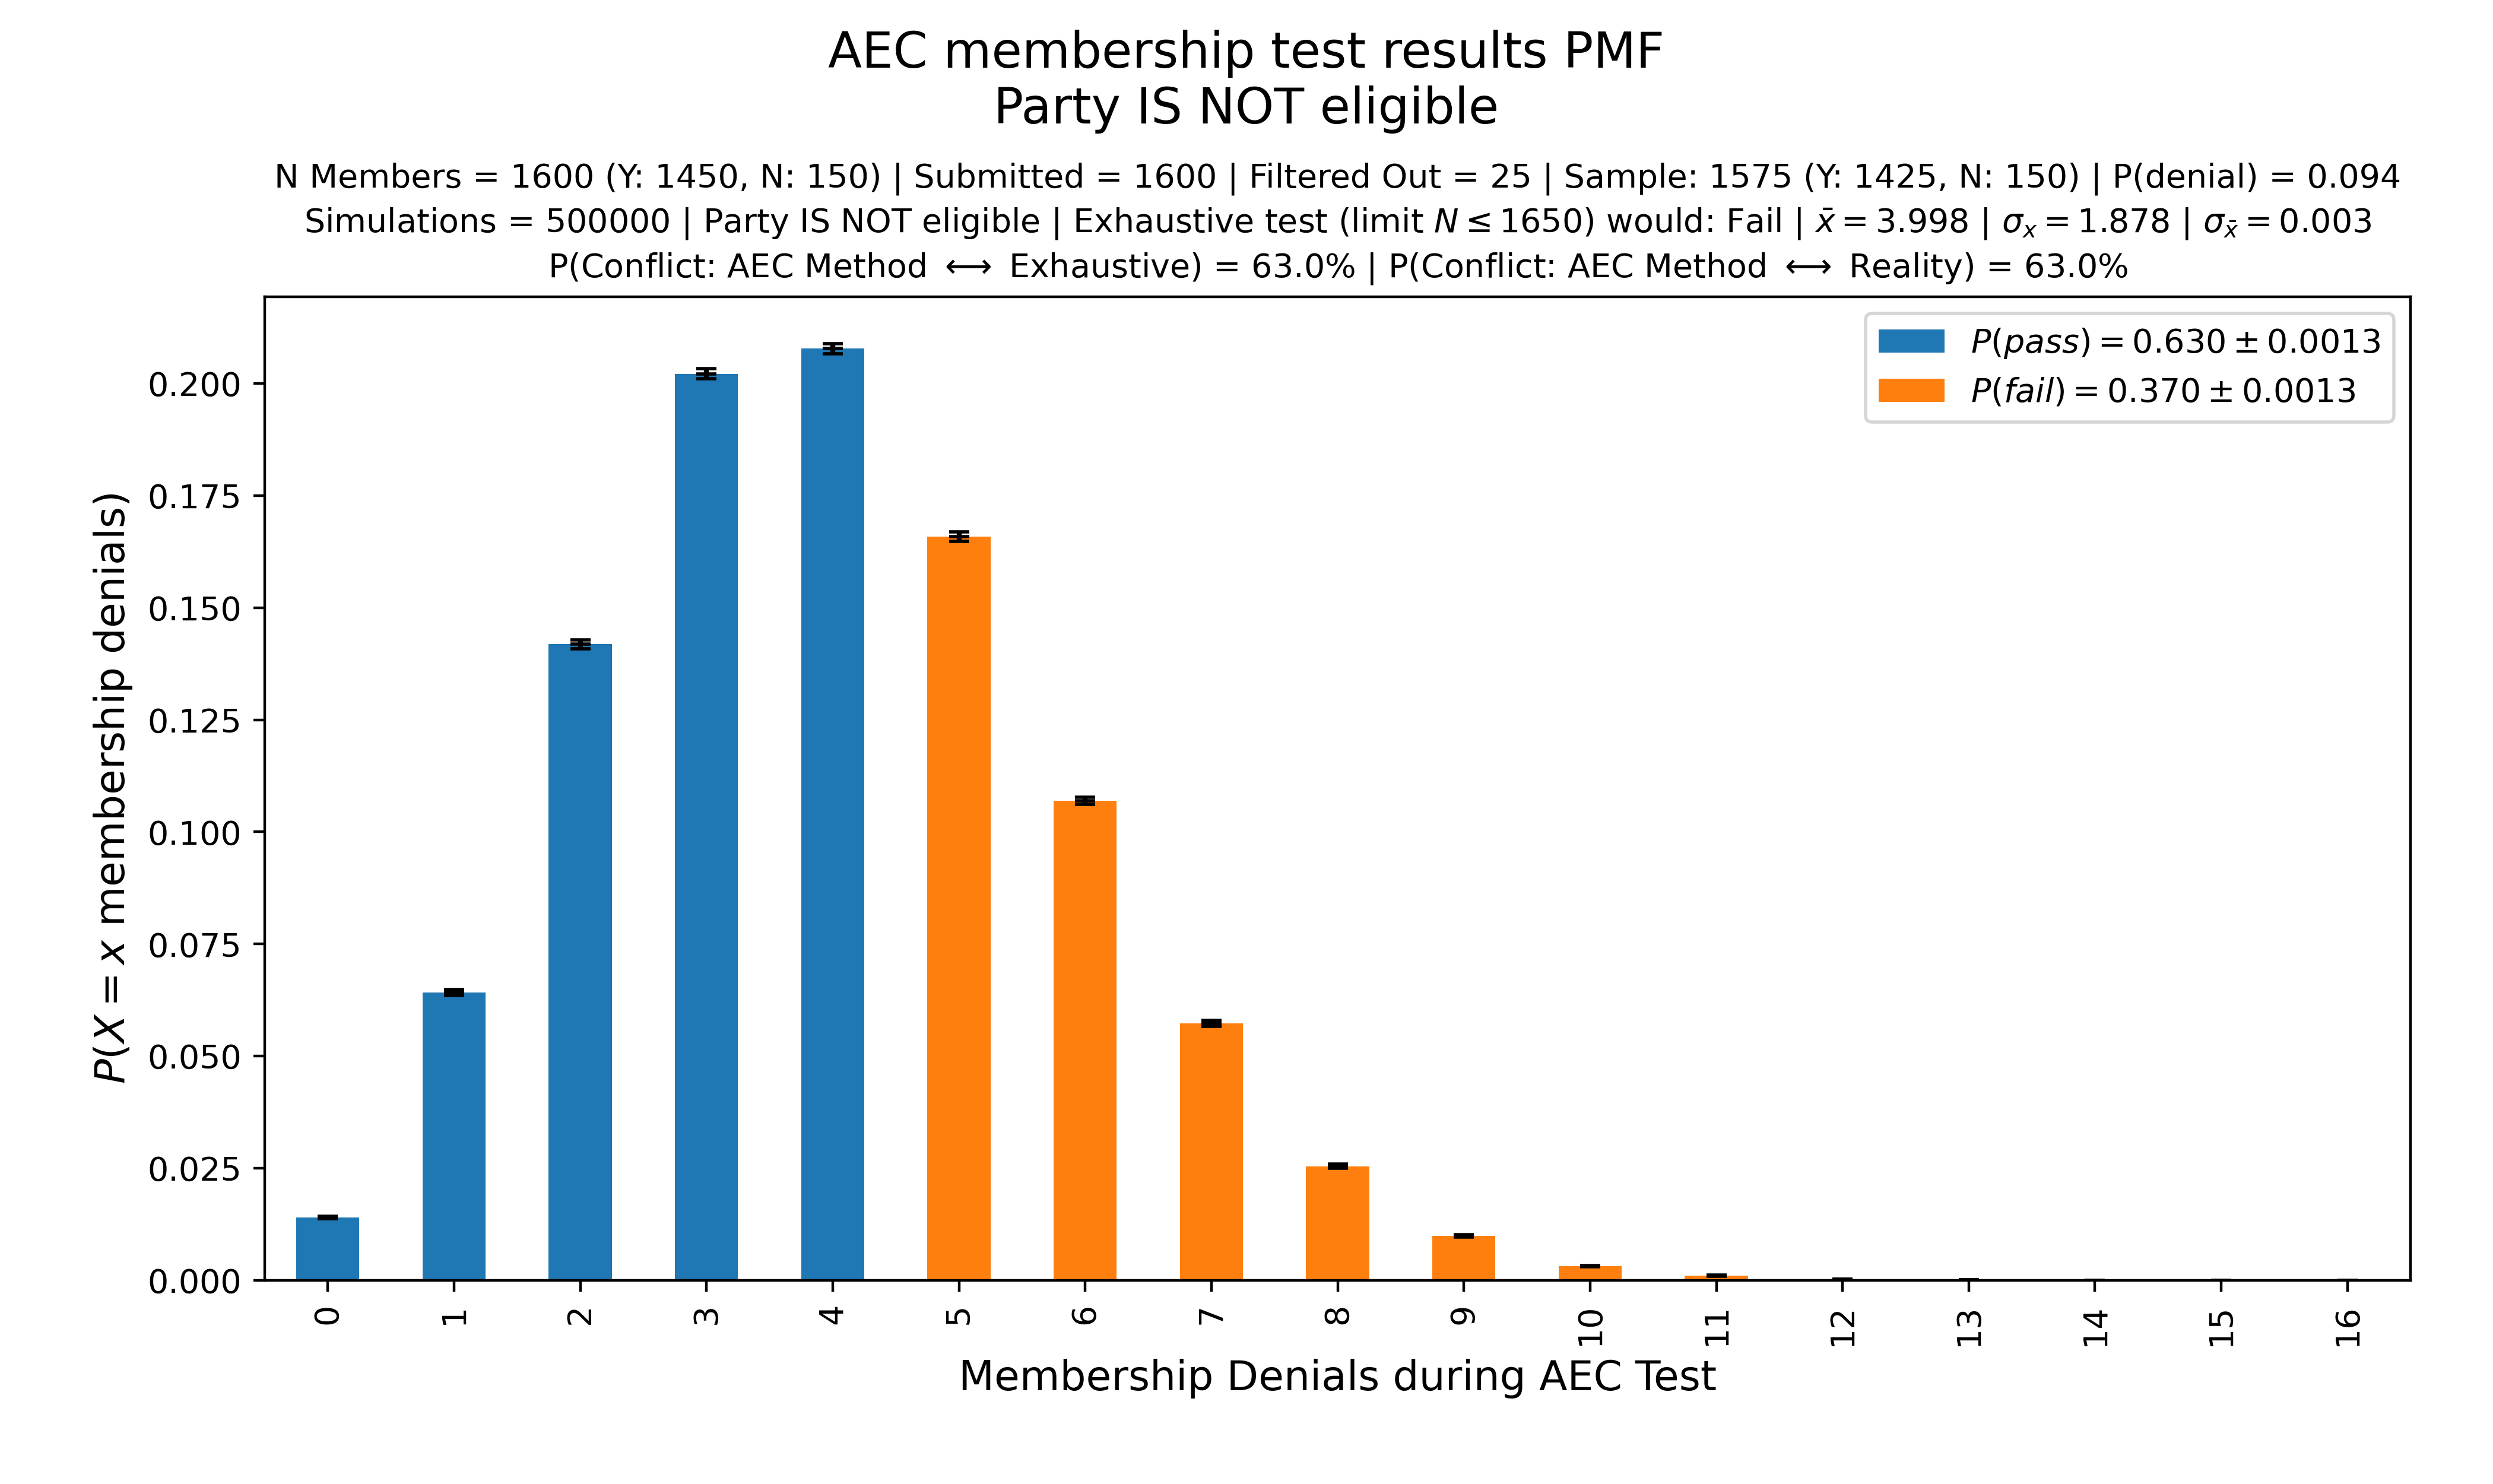 AEC membership test results PMF
Party IS NOT eligible
N Members = 1600 (Y: 1450, N: 150) | Submitted = 1600 | Filtered Out = 25 | Sample: 1575 (Y: 1425, N: 150) | P(denial) = 0.094
Simulations = 500000 | Party IS NOT eligible | Exhaustive test (limit N ≤ 1650) would: Fail | x̄ = 3.998 | σₓ = 1.878 | σ_x̄ = 0.003
P(Conflict: AEC Method ⟷ Exhaustive) = 63.0% | P(Conflict: AEC Method ⟷ Reality) = 63.0%
P(pass) = 0.630 ± 0.0013
P(fail) = 0.370 ± 0.0013
P(X = x membership denials)
0.200
0.175
0.150
0.125
0.100
0.075
0.050
0.025
0.000
0 1 2 3 4 5 6 7 8 9 10 11 12 13 14 15 16
Membership Denials during AEC Test